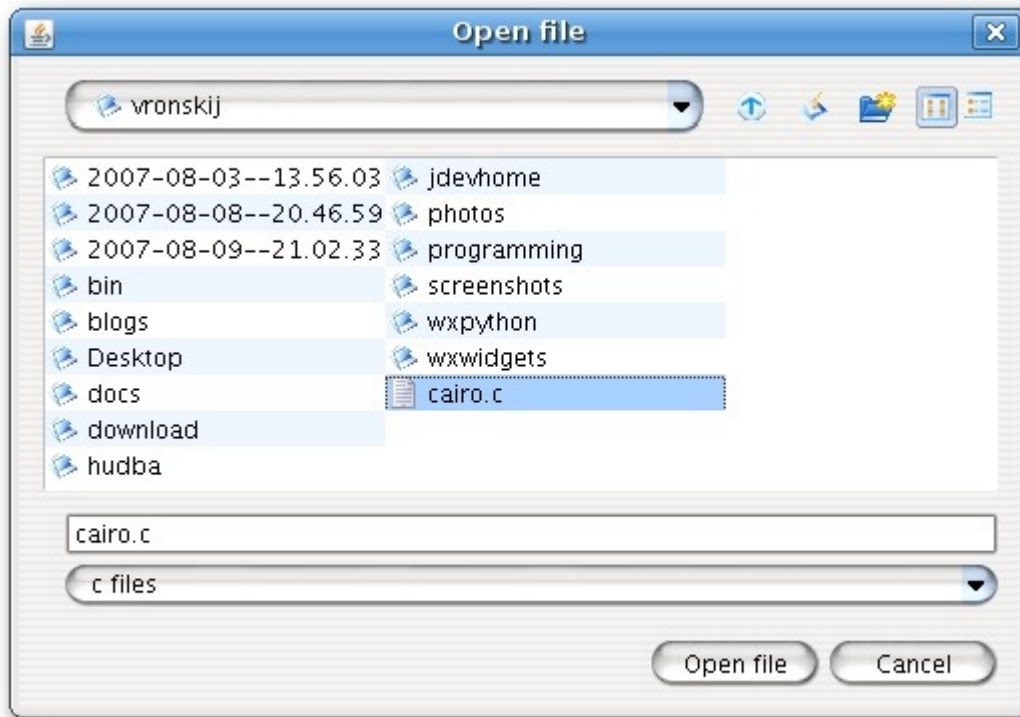 Open file
vronskij
2007-08-03--13.56.03
2007-08-08--20.46.59
2007-08-09--21.02.33
bin
blogs
Desktop
docs
download
hudba
jdevhome
photos
programming
screenshots
wxpython
wxwidgets
cairo.c
cairo.c
c files
Open file
Cancel